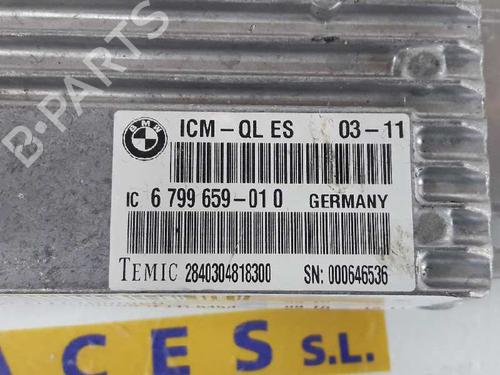 BMW
ICM-QL ES 03-11
IC 6 799 659-01 0 GERMANY
TEMIC 2840304818300 SN: 000646536
ACES S.L.
B-PARTS